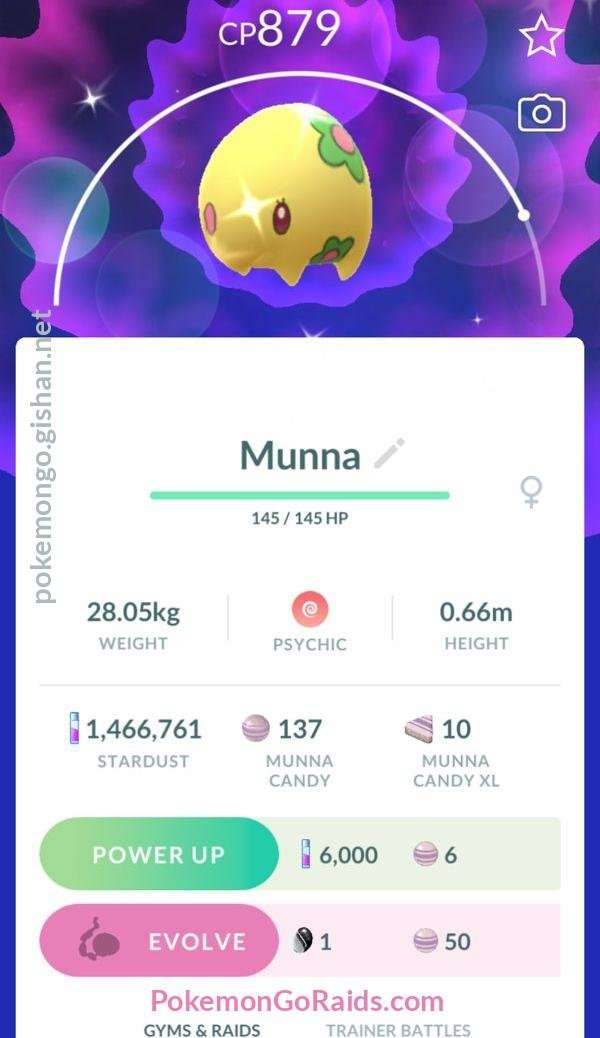 CP879
pokemongo.gishan.net
Munna
145 / 145 HP
28.05kg
WEIGHT
PSYCHIC
0.66m
HEIGHT
1,466,761
STARDUST
137
MUNNA
CANDY
10
MUNNA
CANDY XL
POWER UP
6,000
6
EVOLVE
1
50
PokemonGoRaids.com
GYMS & RAIDS
TRAINER BATTLES